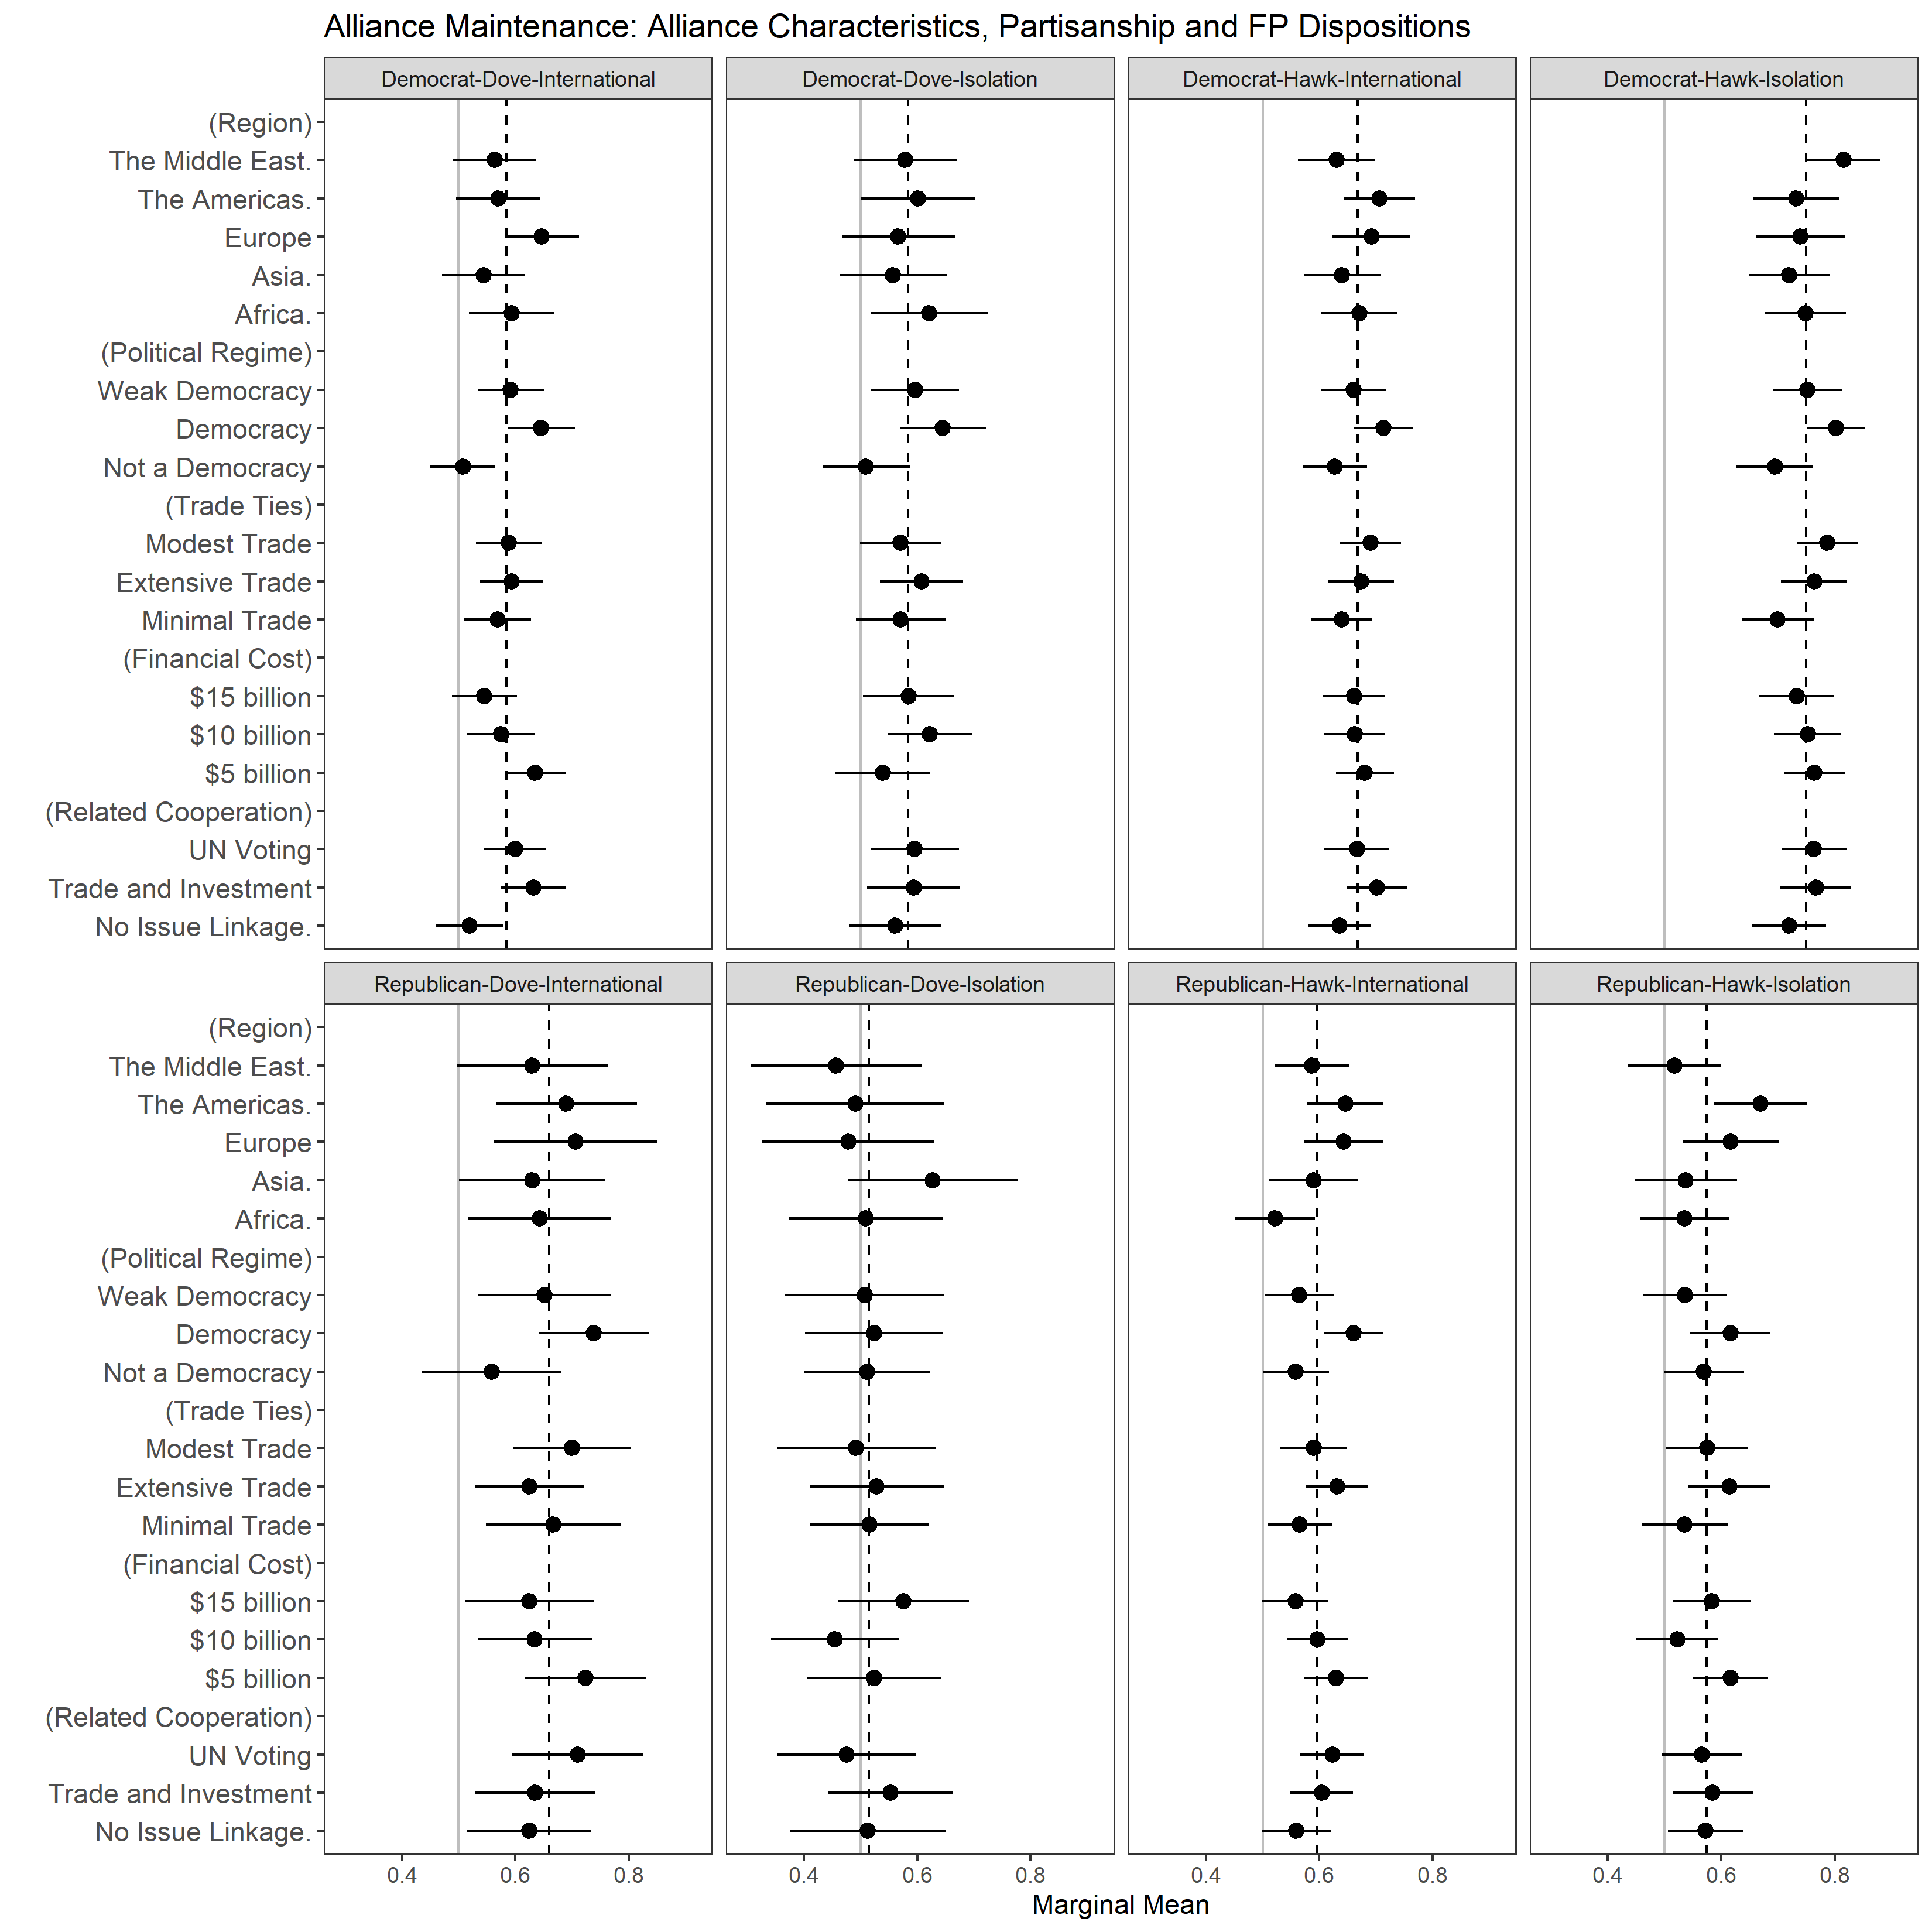 Alliance Maintenance: Alliance Characteristics, Partisanship and FP Dispositions
Democrat-Dove-International
Democrat-Dove-Isolation
Democrat-Hawk-International
Democrat-Hawk-Isolation
(Region)
The Middle East.
The Americas.
Europe
Asia.
Africa.
(Political Regime)
Weak Democracy
Democracy
Not a Democracy
(Trade Ties)
Modest Trade
Extensive Trade
Minimal Trade
(Financial Cost)
$15 billion
$10 billion
$5 billion
(Related Cooperation)
UN Voting
Trade and Investment
No Issue Linkage.
Republican-Dove-International
Republican-Dove-Isolation
Republican-Hawk-International
Republican-Hawk-Isolation
(Region)
The Middle East.
The Americas.
Europe
Asia.
Africa.
(Political Regime)
Weak Democracy
Democracy
Not a Democracy
(Trade Ties)
Modest Trade
Extensive Trade
Minimal Trade
(Financial Cost)
$15 billion
$10 billion
$5 billion
(Related Cooperation)
UN Voting
Trade and Investment
No Issue Linkage.
0.4 0.6 0.8
0.4 0.6 0.8
0.4 0.6 0.8
0.4 0.6 0.8
Marginal Mean